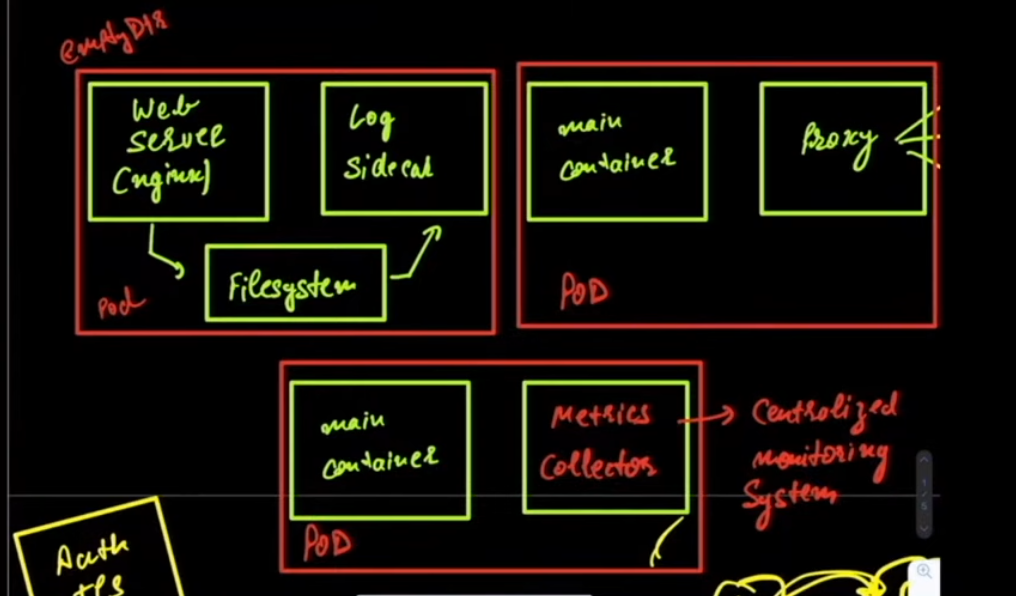 emptyDir
Web
Server
(nginx)
Log
Sidecar
Filesystem
Pod
main
container
Proxy
POD
main
container
Metrics
Collector
Centralized
monitoring
System
POD
Auth